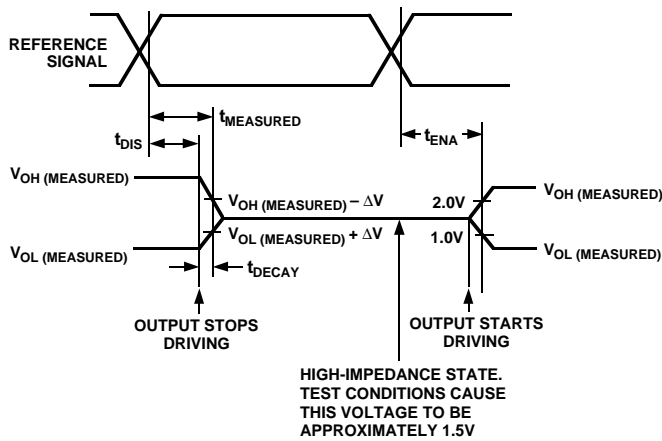 REFERENCE
SIGNAL
tMEASURED
tDIS
tENA
VOH (MEASURED)
VOH (MEASURED) – ΔV
2.0V
VOH (MEASURED)
VOL (MEASURED)
VOL (MEASURED) + ΔV
1.0V
VOL (MEASURED)
tDECAY
OUTPUT STOPS
DRIVING
OUTPUT STARTS
DRIVING
HIGH-IMPEDANCE STATE.
TEST CONDITIONS CAUSE
THIS VOLTAGE TO BE
APPROXIMATELY 1.5V